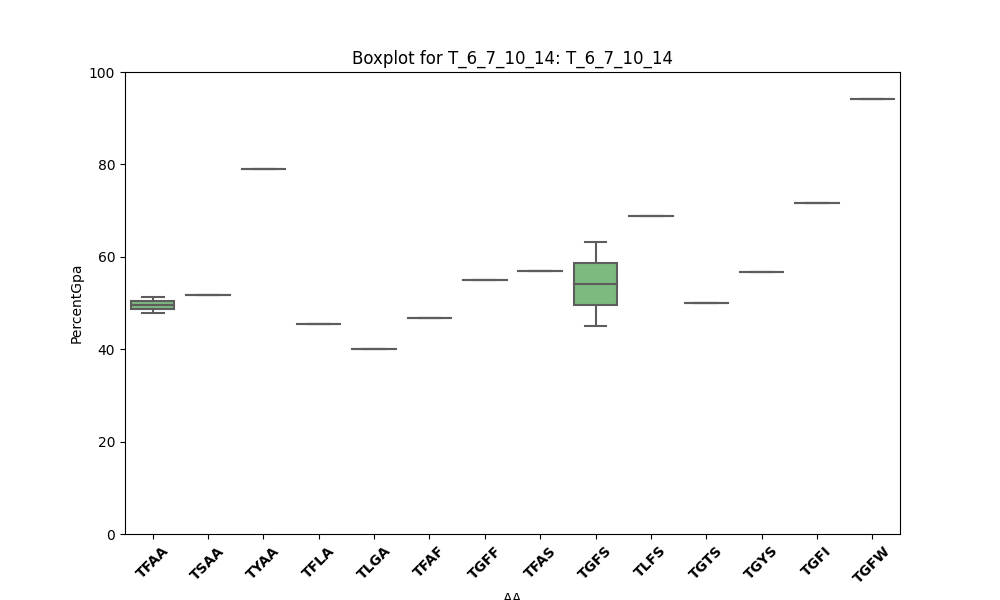 Boxplot for T_6_7_10_14: T_6_7_10_14
100
80
60
40
20
0
PercentGpa
TFAA TSAA TYAA TFLA TLGA TFAF TGFF TFAS TGFS TLFS TGTS TGYS TGFI TGFW
AA